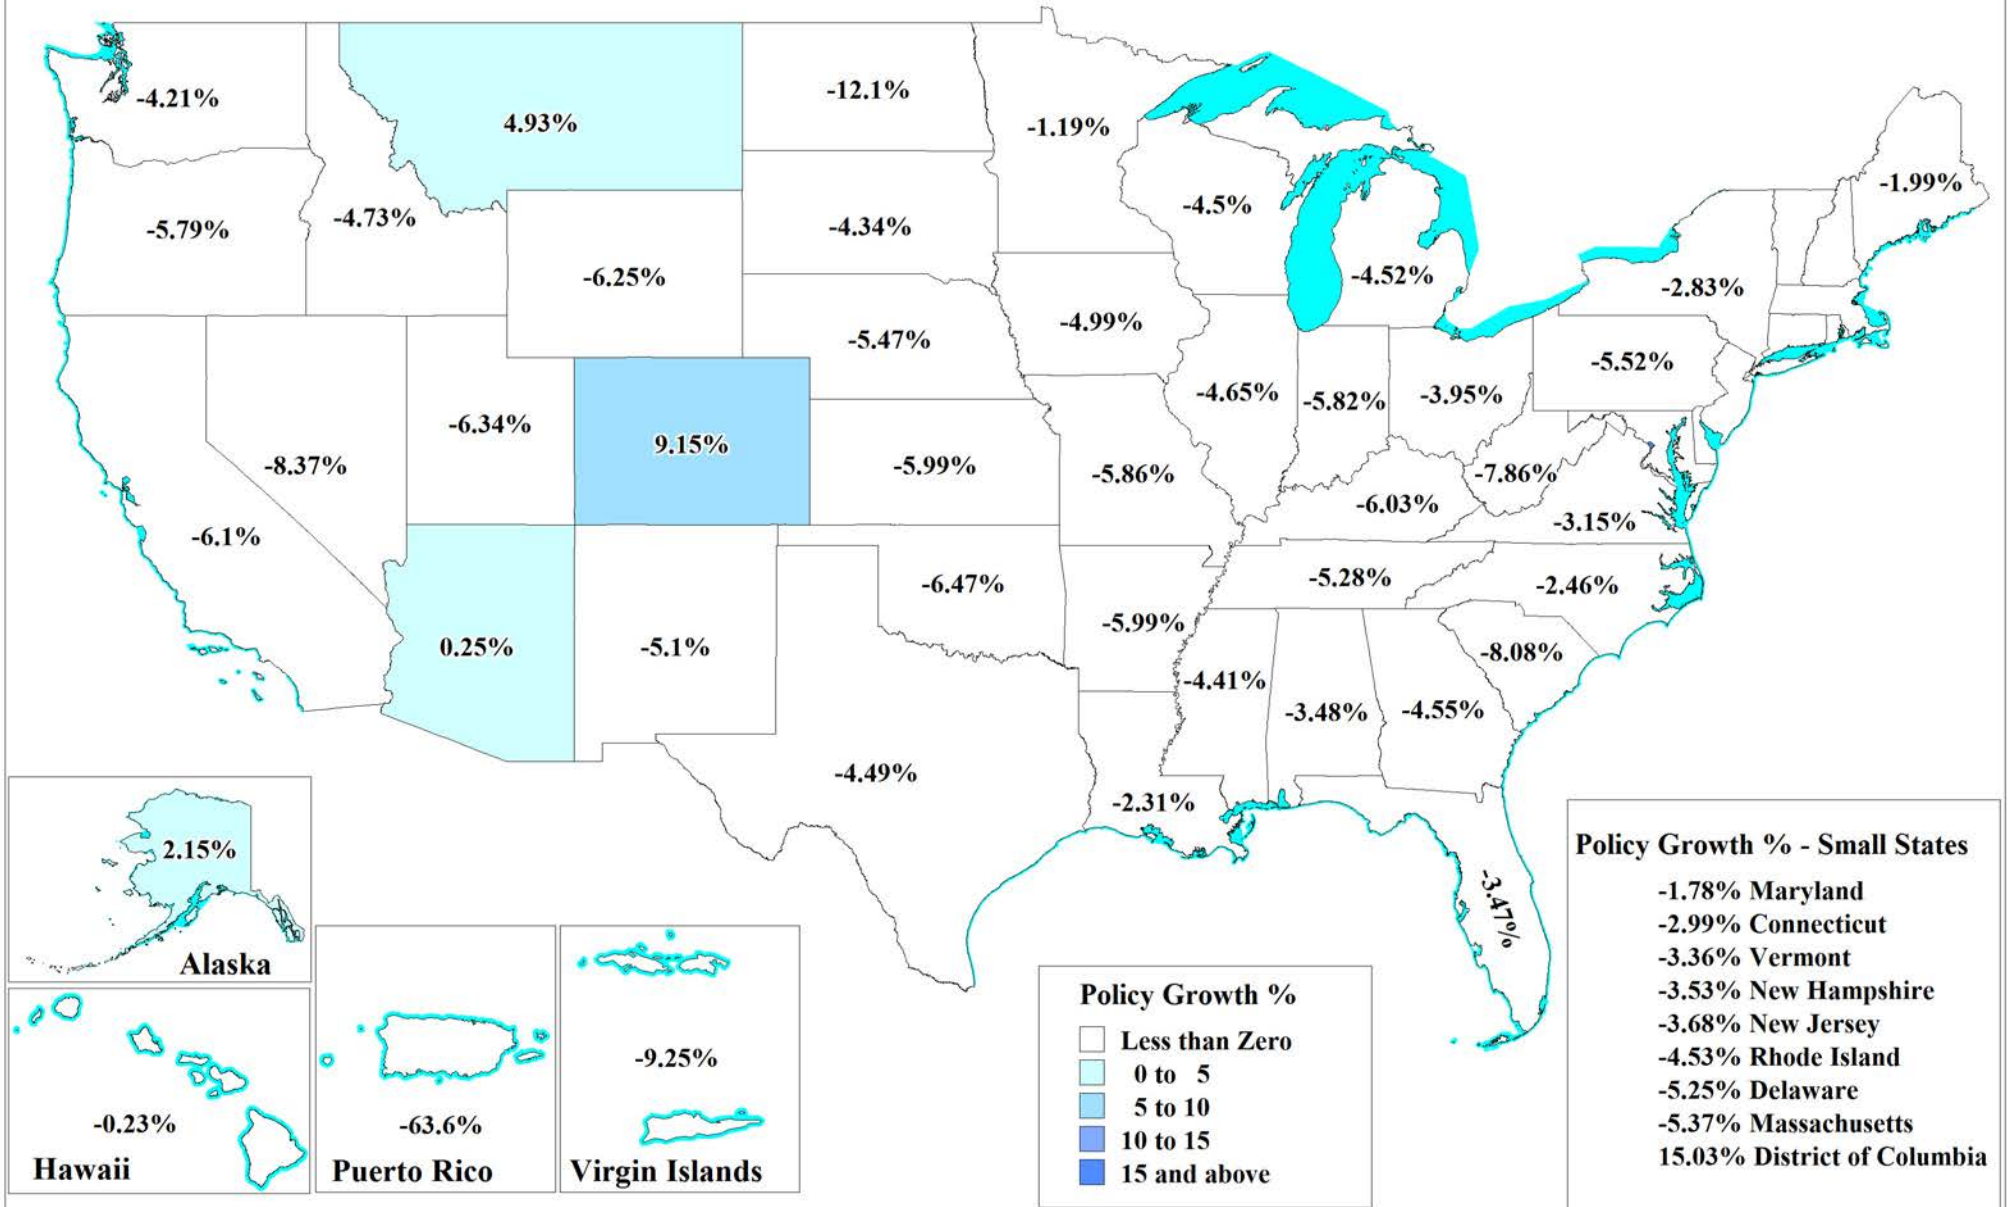 -4.21%
4.93%
-12.1%
-1.19%
-1.99%
-5.79%
-4.73%
-6.25%
-4.34%
-4.5%
-4.52%
-2.83%
-4.99%
-5.47%
-5.52%
-6.34%
9.15%
-8.37%
-5.99%
-5.86%
-4.65%
-5.82%
-3.95%
-7.86%
-6.03%
-3.15%
-6.1%
0.25%
-5.1%
-6.47%
-5.99%
-5.28%
-2.46%
-8.08%
-4.41%
-3.48%
-4.55%
-4.49%
-2.31%
-3.47%
2.15%
Alaska
-0.23%
Hawaii
-63.6%
Puerto Rico
-9.25%
Virgin Islands
Policy Growth %
Less than Zero
0 to 5
5 to 10
10 to 15
15 and above
Policy Growth % - Small States
-1.78% Maryland
-2.99% Connecticut
-3.36% Vermont
-3.53% New Hampshire
-3.68% New Jersey
-4.53% Rhode Island
-5.25% Delaware
-5.37% Massachusetts
15.03% District of Columbia